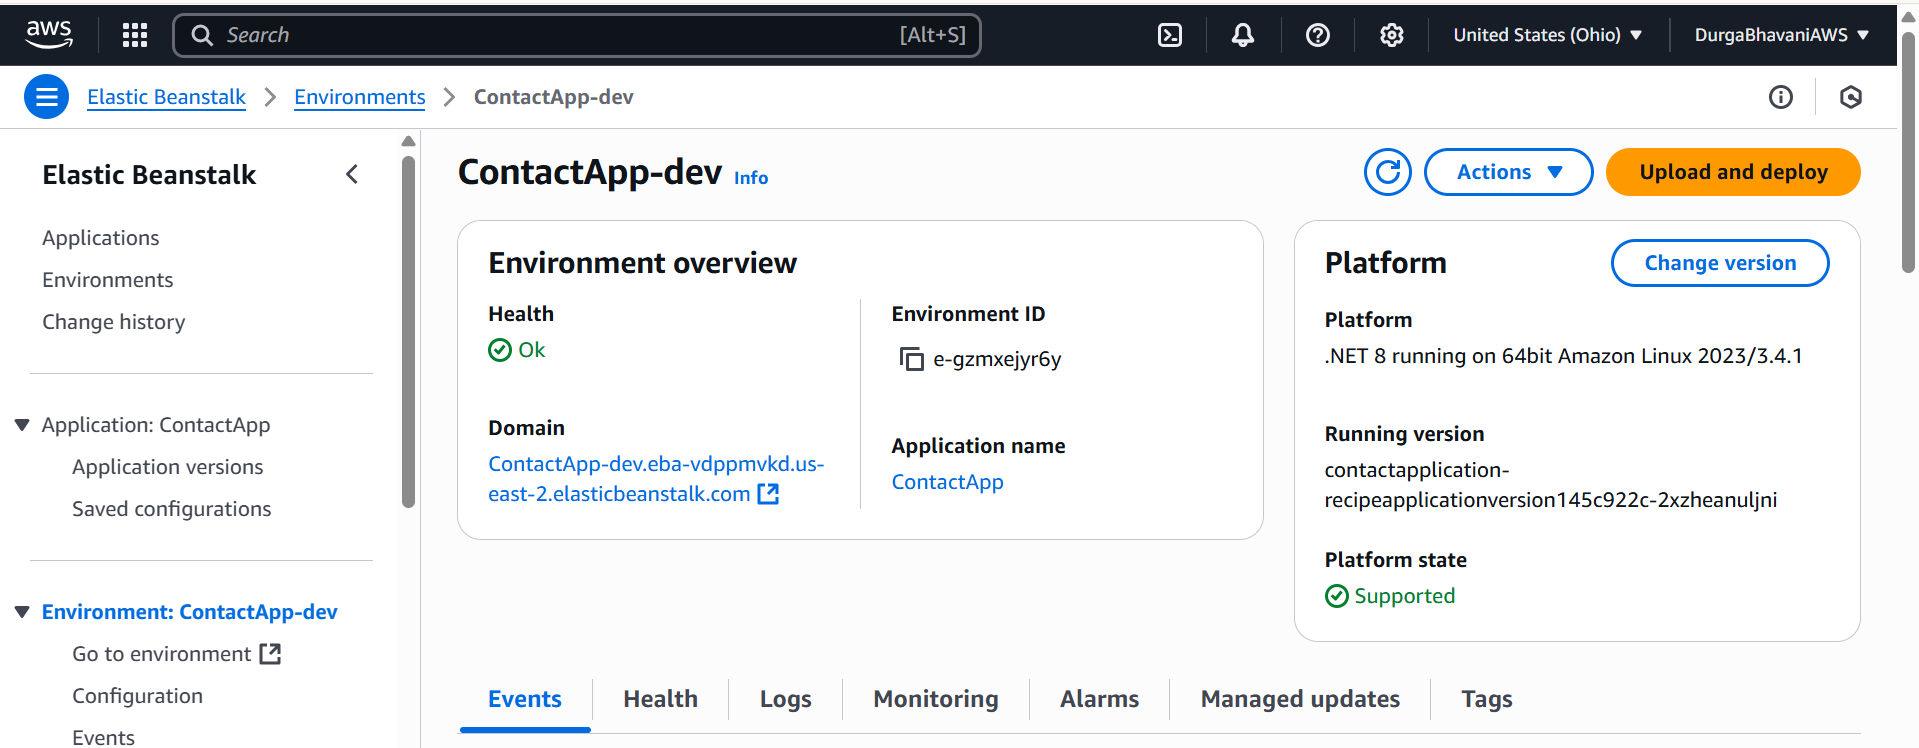 aws
Search
[Alt+S]
United States (Ohio)
DurgaBhavaniAWS
Elastic Beanstalk
Environments
ContactApp-dev
Elastic Beanstalk
Applications
Environments
Change history
Application: ContactApp
Application versions
Saved configurations
Environment: ContactApp-dev
Go to environment
Configuration
Events
ContactApp-dev
Info
Actions
Upload and deploy
Environment overview
Health
Ok
Domain
ContactApp-dev.eba-vdppmvkd.us-
east-2.elasticbeanstalk.com
Environment ID
e-gzmxejyr6y
Application name
ContactApp
Platform
Change version
Platform
.NET 8 running on 64bit Amazon Linux 2023/3.4.1
Running version
contactapplication-
recipeapplicationversion145c922c-2xzheanuljni
Platform state
Supported
Events
Health
Logs
Monitoring
Alarms
Managed updates
Tags